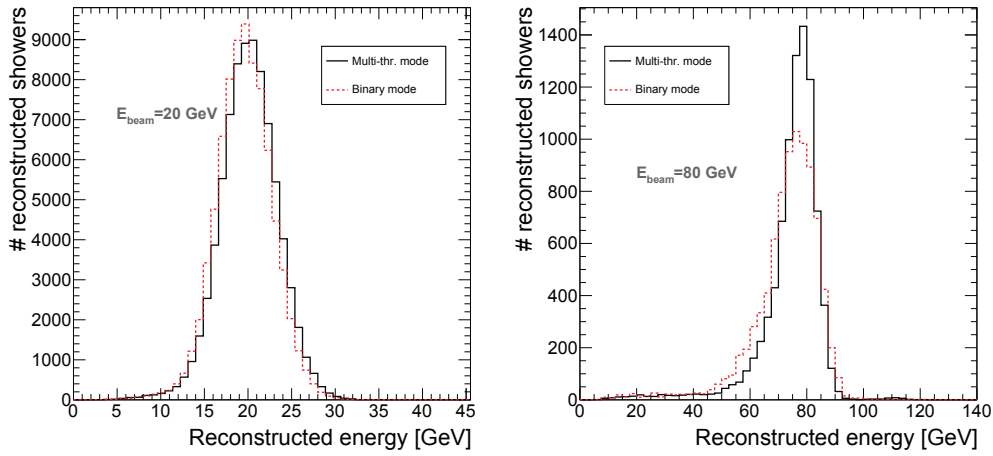 # reconstructed showers
9000
8000
7000
6000
5000
4000
3000
2000
1000
0
Multi-thr. mode
Binary mode
E_beam=20 GeV
0 5 10 15 20 25 30 35 40 45
Reconstructed energy [GeV]
# reconstructed showers
1400
1200
1000
800
600
400
200
0
Multi-thr. mode
Binary mode
E_beam=80 GeV
0 20 40 60 80 100 120 140
Reconstructed energy [GeV]